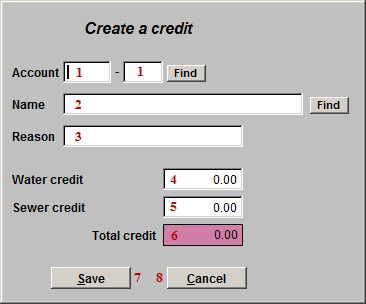 Create a credit
Account 1 - 1 Find
Name 2 Find
Reason 3
Water credit 4 0.00
Sewer credit 5 0.00
Total credit 6 0.00
Save 7 8 Cancel